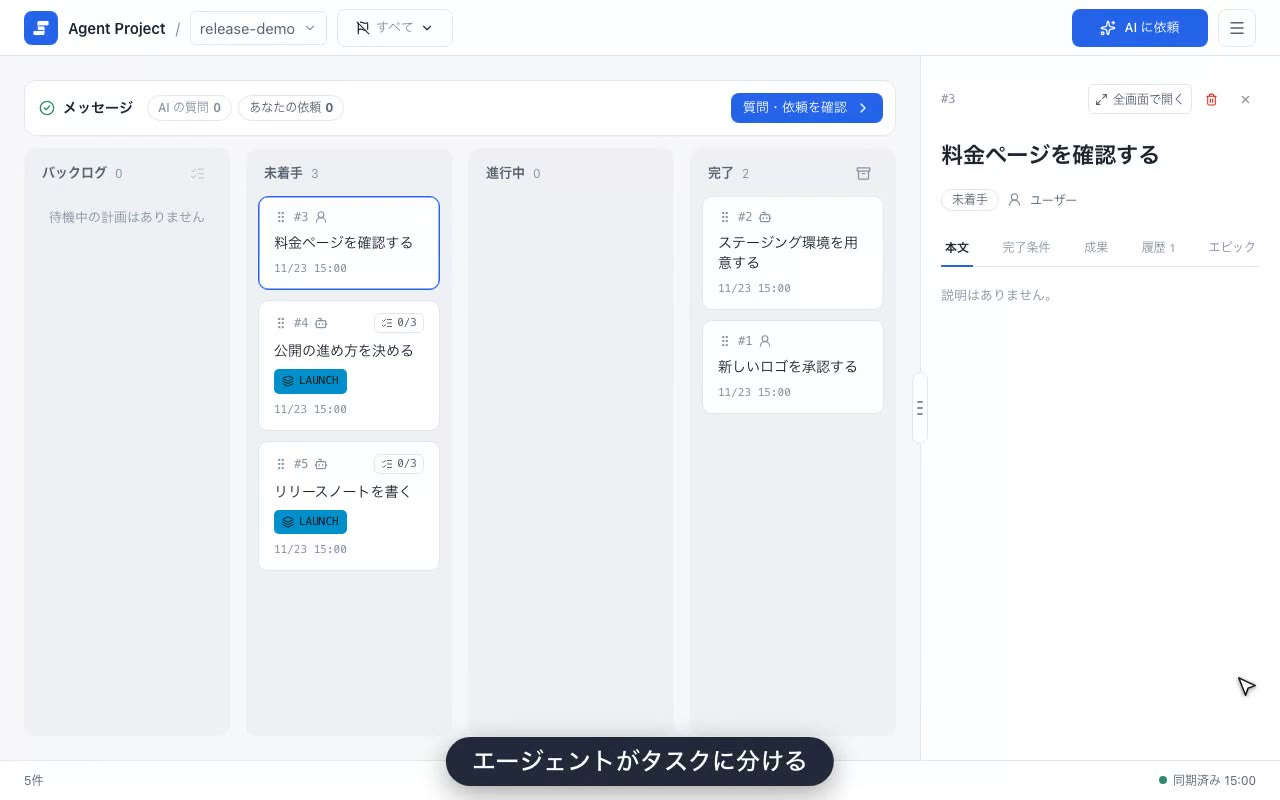 Agent Project / release-demo すべて AI に依頼
メッセージ AI の質問 0 あなたの依頼 0 質問・依頼を確認
バックログ 0
待機中の計画はありません
未着手 3
#3
料金ページを確認する
11/23 15:00
#4 0/3
公開の進め方を決める
LAUNCH
11/23 15:00
#5 0/3
リリースノートを書く
LAUNCH
11/23 15:00
進行中 0
完了 2
#2
ステージング環境を用
意する
11/23 15:00
#1
新しいロゴを承認する
11/23 15:00
#3 全画面で開く
料金ページを確認する
未着手 ユーザー
本文 完了条件 成果 履歴 1 エピック
説明はありません。
エージェントがタスクに分ける
5件 同期済み 15:00